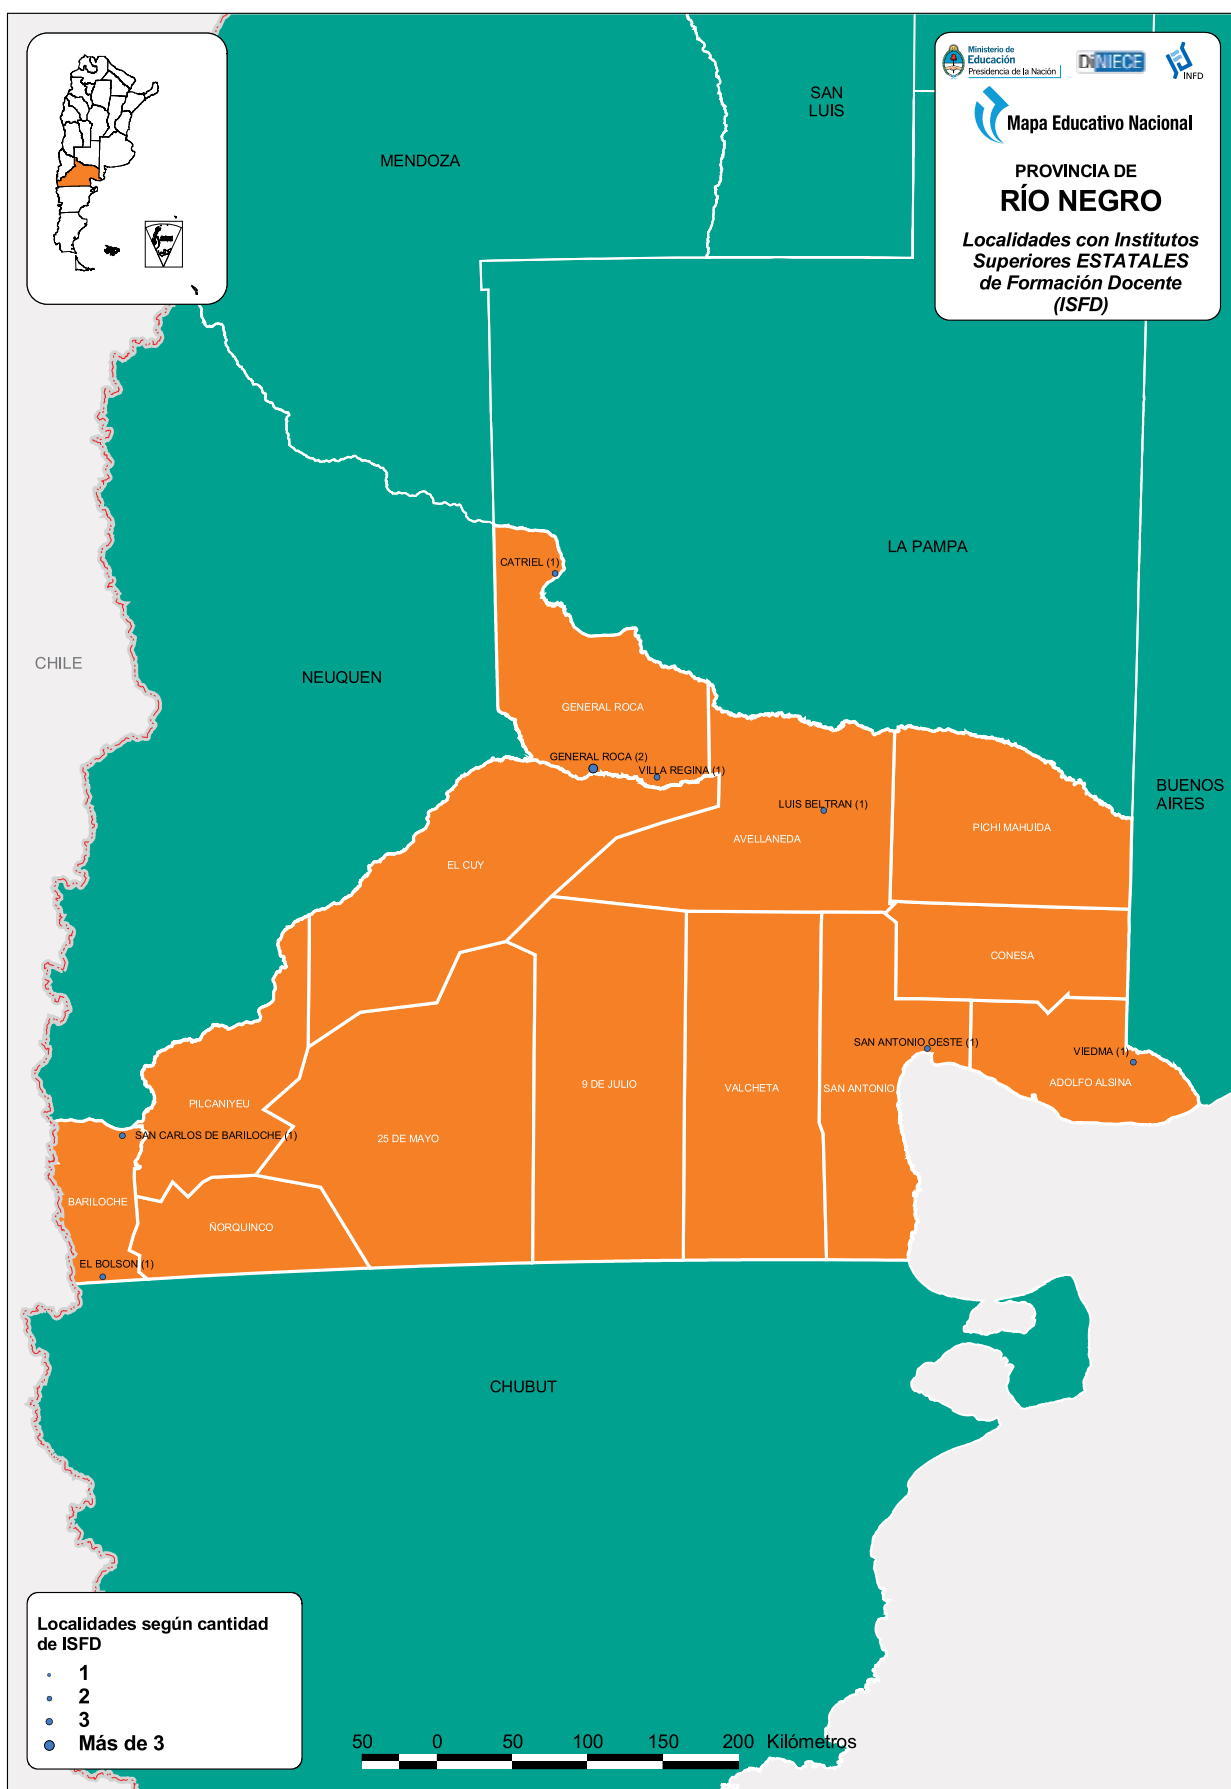 Ministerio de
Educación
Presidencia de la Nación
DiNIECE
INFD
Mapa Educativo Nacional
PROVINCIA DE
RÍO NEGRO
Localidades con Institutos
Superiores ESTATALES
de Formación Docente
(ISFD)
SAN
LUIS
MENDOZA
LA PAMPA
CATRIEL (1)
CHILE
NEUQUEN
GENERAL ROCA
GENERAL ROCA (2)
VILLA REGINA (1)
BUENOS
AIRES
LUIS BELTRAN (1)
PICHI MAHUIDA
AVELLANEDA
EL CUY
CONESA
SAN ANTONIO OESTE (1)
VIEDMA (1)
ADOLFO ALSINA
9 DE JULIO
VALCHETA
SAN ANTONIO
PILCANIYEU
SAN CARLOS DE BARILOCHE (1)
25 DE MAYO
BARILOCHE
ÑORQUINCO
EL BOLSON (1)
CHUBUT
Localidades según cantidad
de ISFD
1
2
3
Más de 3
50 0 50 100 150 200 Kilómetros